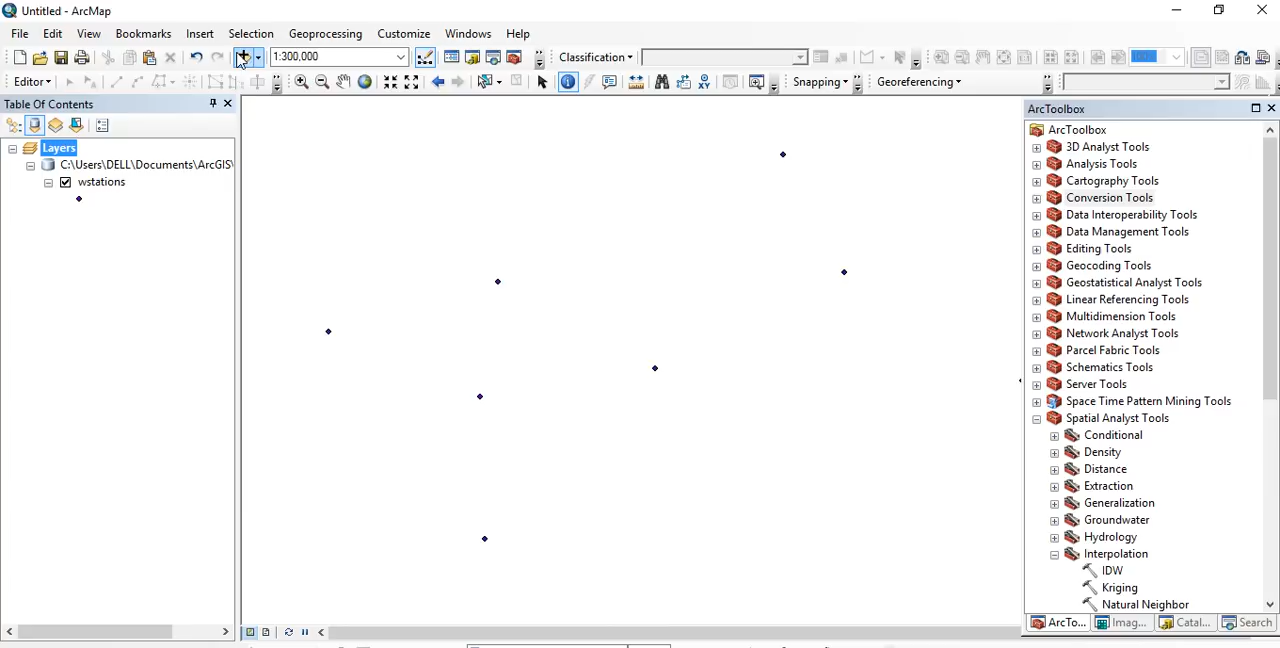 Untitled - ArcMap
File Edit View Bookmarks Insert Selection Geoprocessing Customize Windows Help
1:300,000 Classification
Editor Snapping Georeferencing
Table Of Contents
Layers
C:\Users\DELL\Documents\ArcGIS\
wstations
ArcToolbox
ArcToolbox
3D Analyst Tools
Analysis Tools
Cartography Tools
Conversion Tools
Data Interoperability Tools
Data Management Tools
Editing Tools
Geocoding Tools
Geostatistical Analyst Tools
Linear Referencing Tools
Multidimension Tools
Network Analyst Tools
Parcel Fabric Tools
Schematics Tools
Server Tools
Space Time Pattern Mining Tools
Spatial Analyst Tools
Conditional
Density
Distance
Extraction
Generalization
Groundwater
Hydrology
Interpolation
IDW
Kriging
Natural Neighbor
ArcTo... Imag... Catal... Search